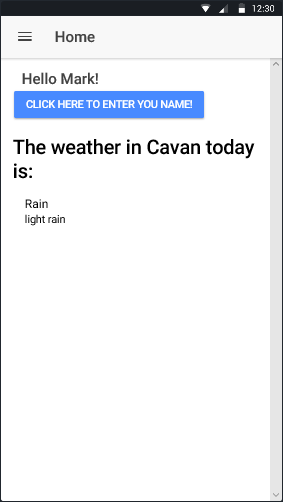 12:30
Home
Hello Mark!
CLICK HERE TO ENTER YOU NAME!
The weather in Cavan today
is:
Rain
light rain